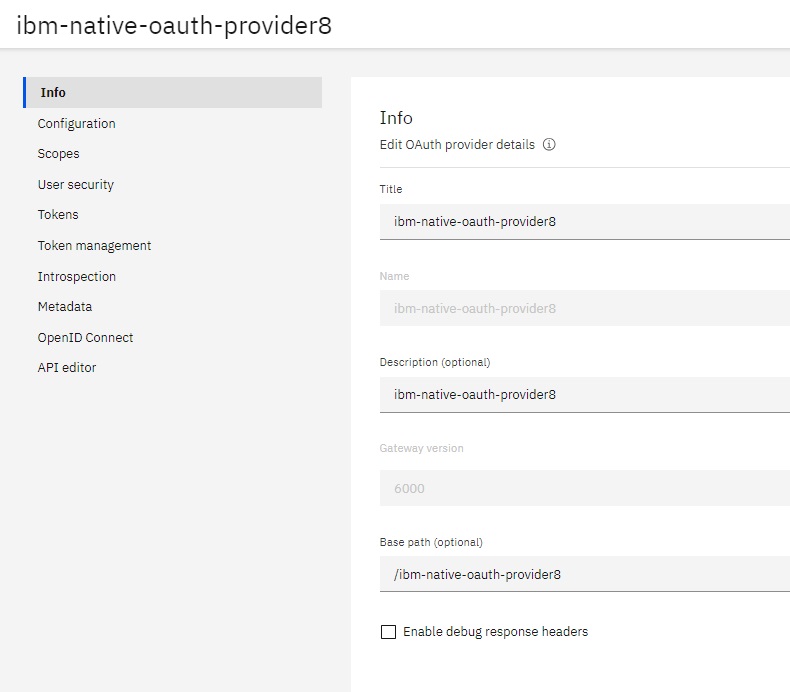 ibm-native-oauth-provider8
Info
Configuration
Scopes
User security
Tokens
Token management
Introspection
Metadata
OpenID Connect
API editor
Info
Edit OAuth provider details
Title
ibm-native-oauth-provider8
Name
ibm-native-oauth-provider8
Description (optional)
ibm-native-oauth-provider8
Gateway version
6000
Base path (optional)
/ibm-native-oauth-provider8
Enable debug response headers